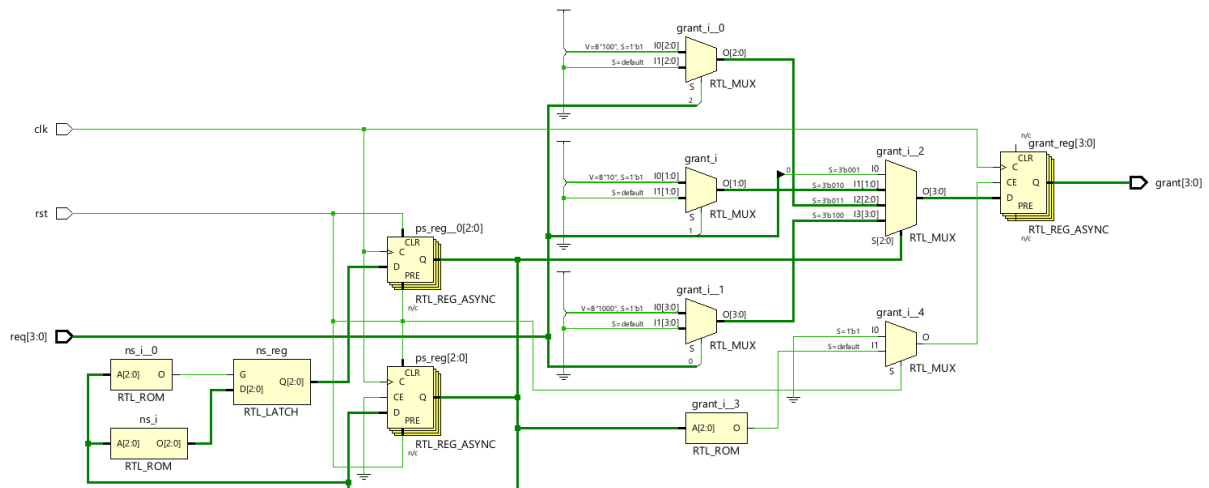 grant_i__0
V=B"100", S=1'b1 I0[2:0]
S=default I1[2:0]
O[2:0]
S
RTL_MUX
2
clk
grant_i
V=B"10", S=1'b1 I0[1:0]
S=default I1[1:0]
O[1:0]
S
RTL_MUX
1
grant_i__2
0
S=3'b001 I0
S=3'b010 I1[1:0]
S=3'b011 I2[2:0]
S=3'b100 I3[3:0]
O[3:0]
S[2:0]
RTL_MUX
n/c
grant_reg[3:0]
CLR
C
CE
Q
D
PRE
RTL_REG_ASYNC
n/c
grant[3:0]
rst
ps_reg__0[2:0]
CLR
C
D
Q
PRE
RTL_REG_ASYNC
n/c
grant_i__1
V=B"1000", S=1'b1 I0[3:0]
S=default I1[3:0]
O[3:0]
S
RTL_MUX
0
grant_i__4
S=1'b1 I0
S=default I1
O
S
RTL_MUX
req[3:0]
ns_i__0
A[2:0] O
RTL_ROM
ns_reg
G
D[2:0]
Q[2:0]
RTL_LATCH
ns_i
A[2:0] O[2:0]
RTL_ROM
ps_reg[2:0]
CLR
C
CE
Q
D
PRE
RTL_REG_ASYNC
n/c
grant_i__3
A[2:0] O
RTL_ROM